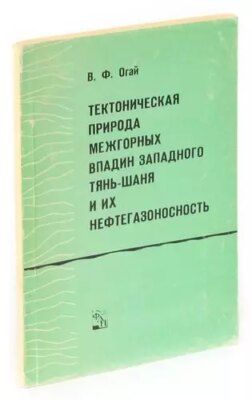 В. Ф. Огай
ТЕКТОНИЧЕСКАЯ
ПРИРОДА
МЕЖГОРНЫХ
ВПАДИН ЗАПАДНОГО
ТЯНЬ-ШАНЯ
И ИХ
НЕФТЕГАЗОНОСНОСТЬ